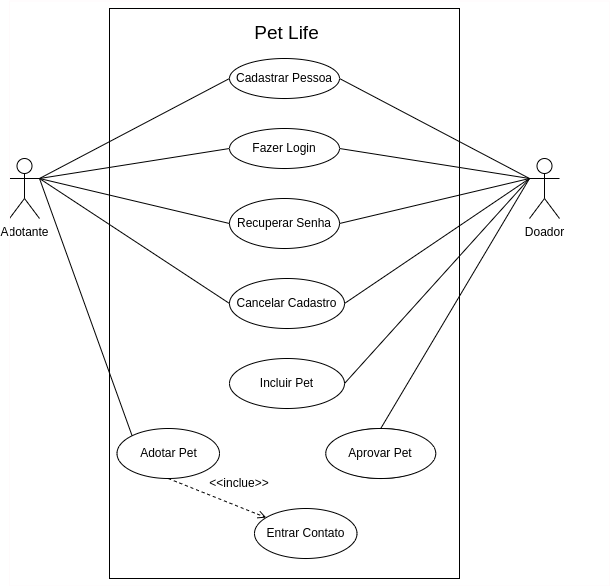 Pet Life
Cadastrar Pessoa
Fazer Login
Recuperar Senha
Adotante
Doador
Cancelar Cadastro
Incluir Pet
Adotar Pet
Aprovar Pet
<<inclue>>
Entrar Contato